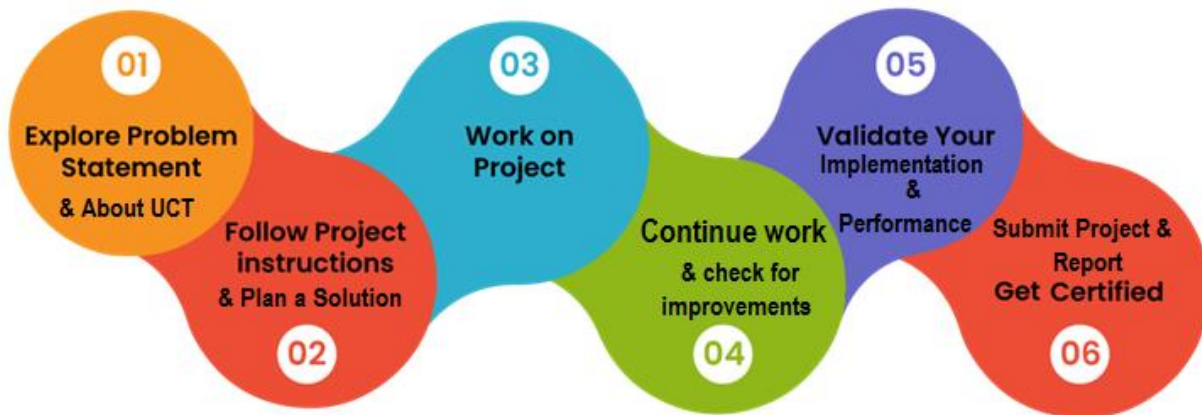 01
Explore Problem
Statement
& About UCT
Follow Project
instructions
& Plan a Solution
02
03
Work on
Project
Continue work
& check for
improvements
04
05
Validate Your
Implementation
&
Performance
Submit Project &
Report
Get Certified
06